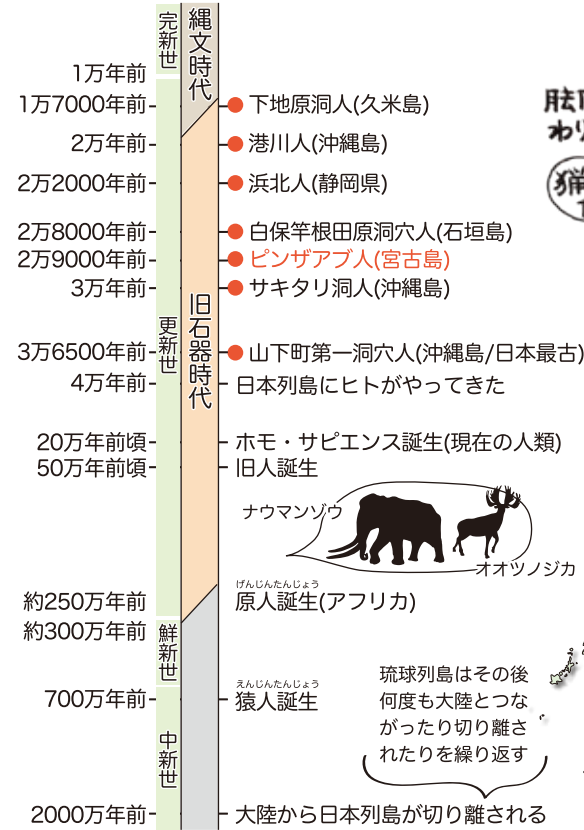 完新世
縄文時代
1万年前
1万7000年前
下地原洞人(久米島)
2万年前
港川人(沖縄島)
2万2000年前
浜北人(静岡県)
2万8000年前
白保竿根田原洞穴人(石垣島)
2万9000年前
ピンザアブ人(宮古島)
3万年前
サキタリ洞人(沖縄島)
旧石器時代
更新世
3万6500年前
山下町第一洞穴人(沖縄島/日本最古)
4万年前
日本列島にヒトがやってきた
20万年前頃
ホモ・サピエンス誕生(現在の人類)
50万年前頃
旧人誕生
ナウマンゾウ
オオツノジカ
げんじんたんじょう
約250万年前
原人誕生(アフリカ)
約300万年前
鮮新世
えんじんたんじょう
700万年前
猿人誕生
琉球列島はその後
何度も大陸とつな
がったり切り離さ
れたりを繰り返す
中新世
2000万年前
大陸から日本列島が切り離される